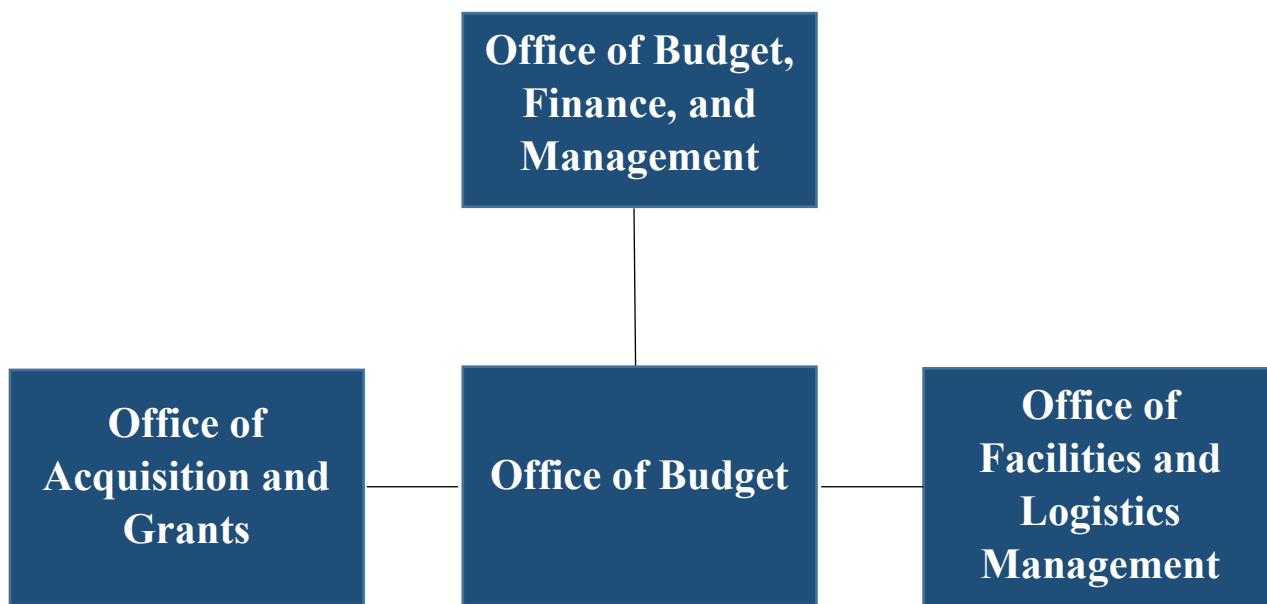 Office of Budget,
Finance, and
Management
Office of
Acquisition and
Grants
Office of Budget
Office of
Facilities and
Logistics
Management